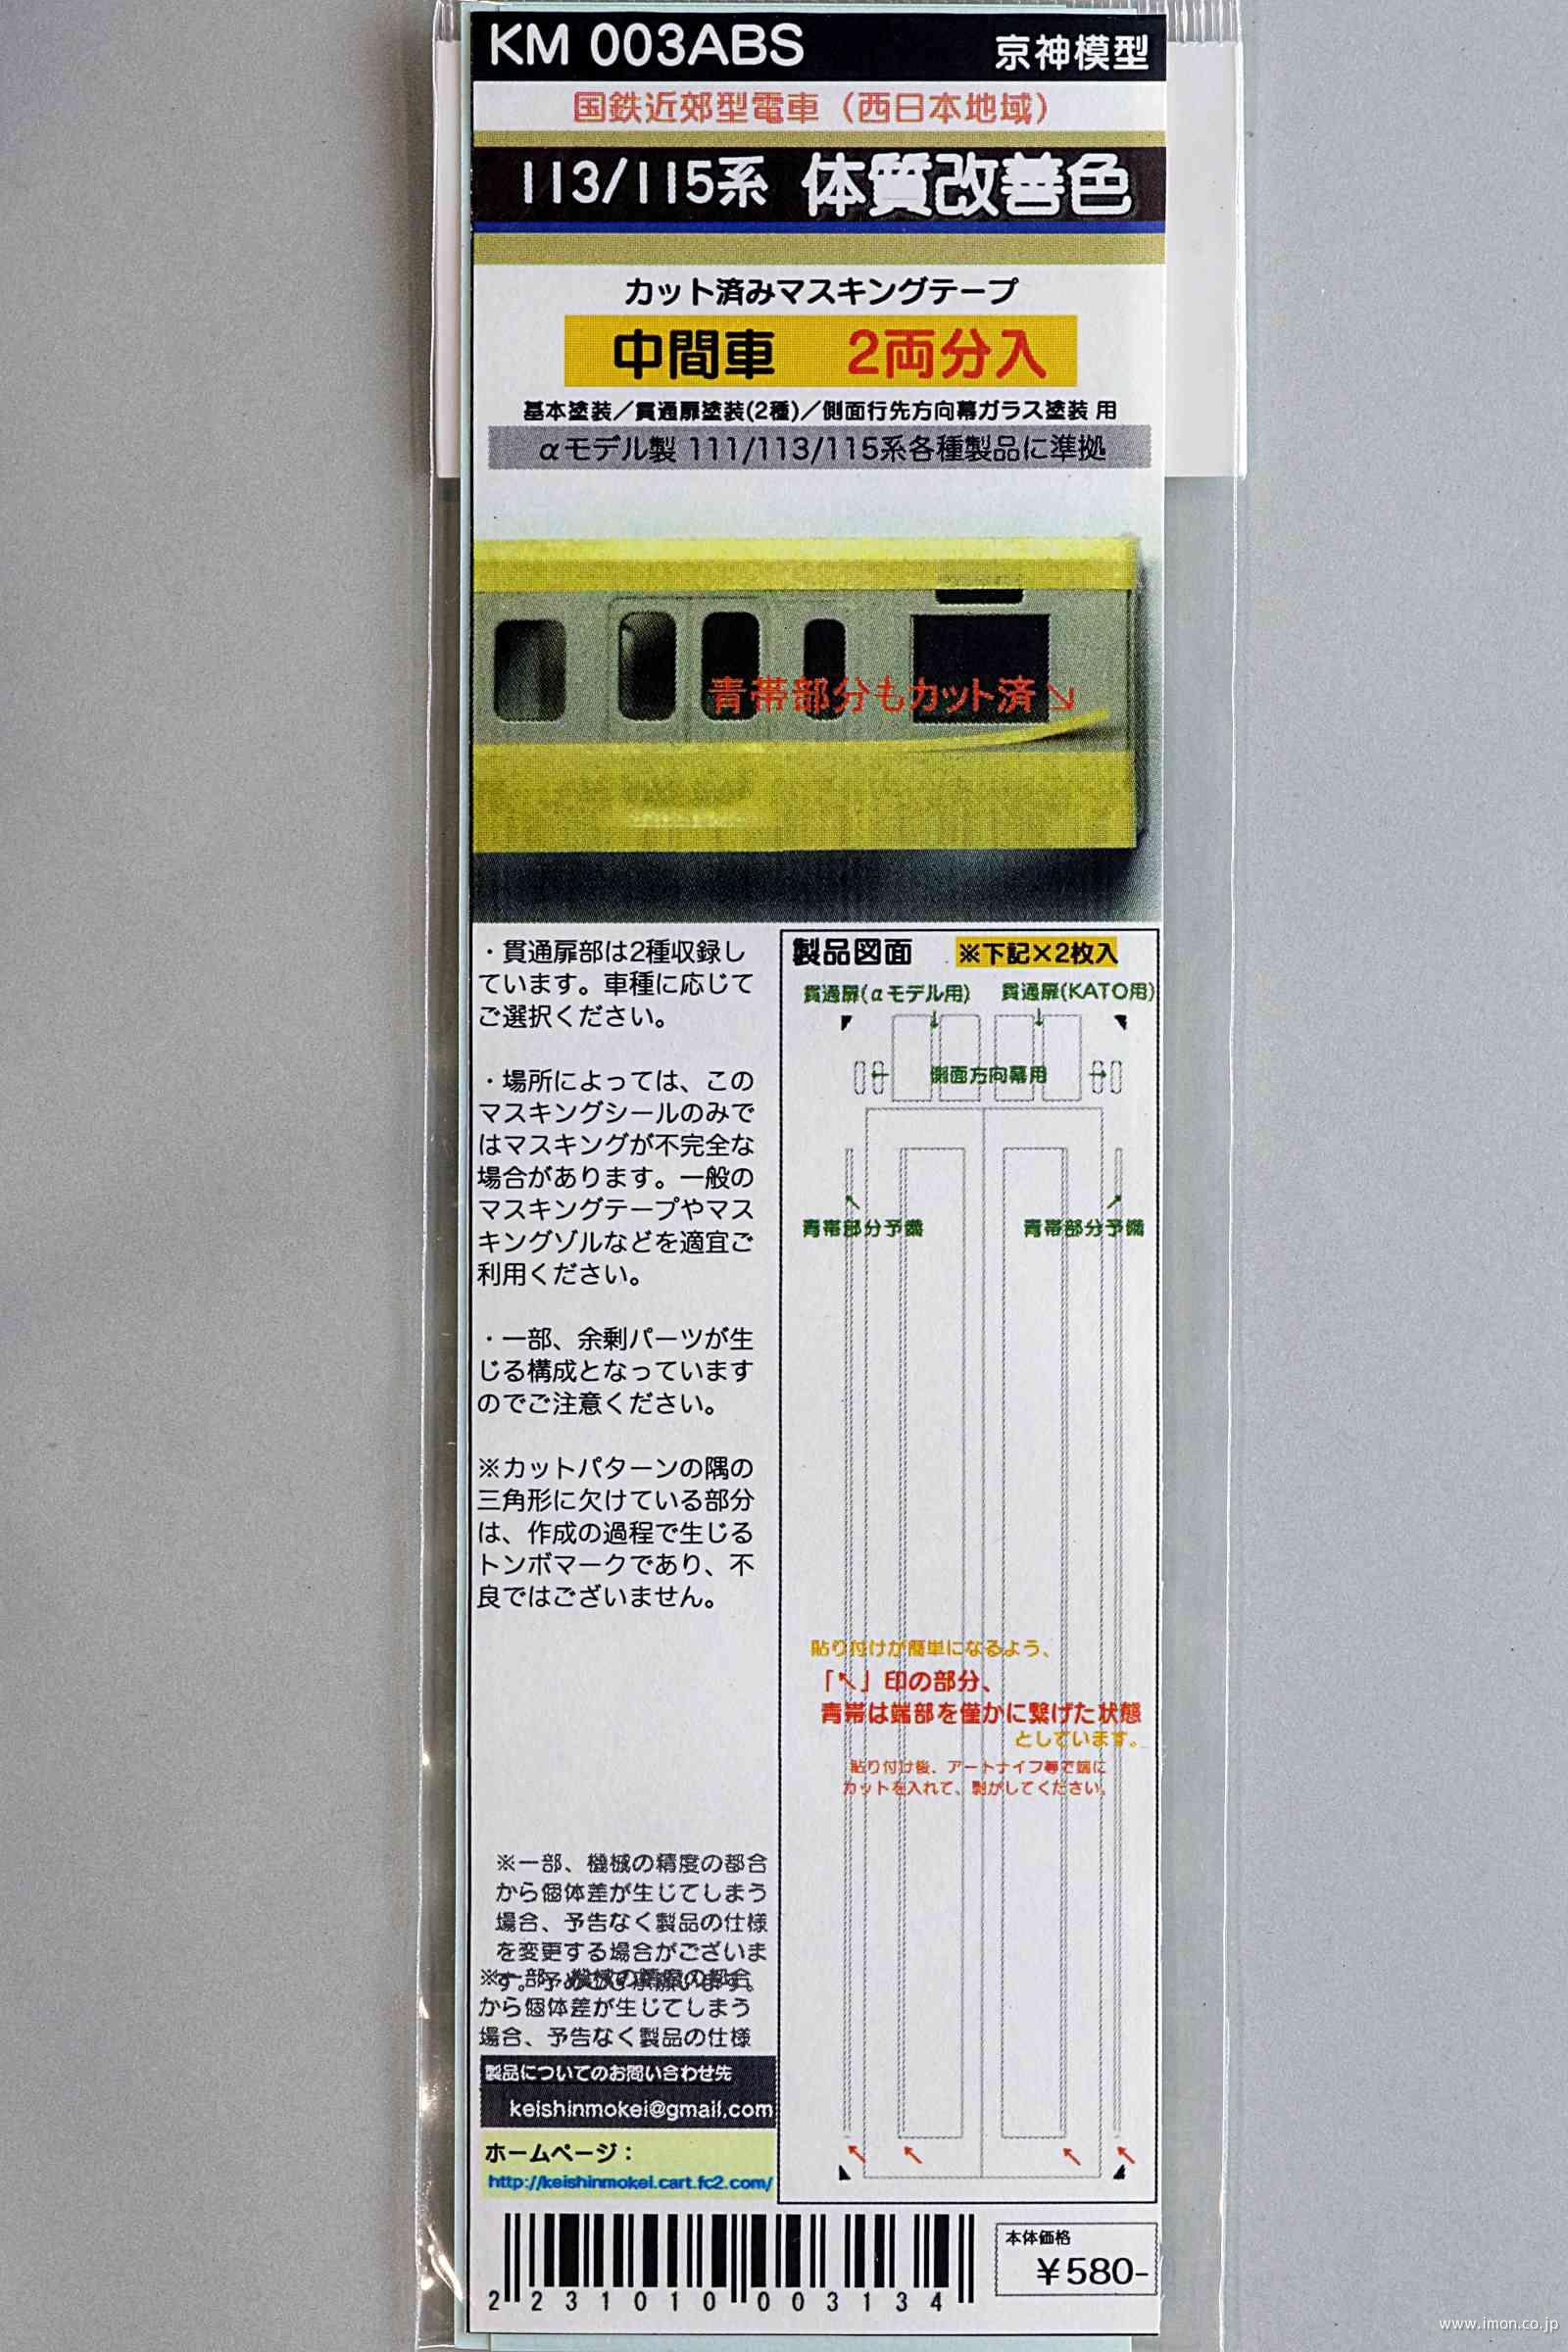 KM 003ABS 京神模型
国鉄近郊型電車（西日本地域）
113/115系 体質改善色
カット済みマスキングテープ
中間車 2両分入
基本塗装／貫通扉塗装(2種)／側面行先方向幕ガラス塗装 用
αモデル製 111/113/115系各種製品に準拠
青帯部分もカット済↘
・貫通扉部は2種収録し
ています。車種に応じて
ご選択ください。
・場所によっては、この
マスキングシールのみで
はマスキングが不完全な
場合があります。一般の
マスキングテープやマス
キングゾルなどを適宜ご
利用ください。
・一部、余剰パーツが生
じる構成となっています
のでご注意ください。
※カットパターンの隅の
三角形に欠けている部分
は、作成の過程で生じる
トンボマークであり、不
良ではございません。
※一部、機械の精度の都合
から個体差が生じてしまう
場合、予告なく製品の仕様
を変更する場合がございま
※一部、機械の精度の都合
から個体差が生じてしまう
場合、予告なく製品の仕様
製品についてのお問い合わせ先
keishinmokei@gmail.com
ホームページ：
http://keishinmokei.cart.fc2.com/
製品図面 ※下記×2枚入
貫通扉(αモデル用) 貫通扉(KATO用)
側面方向幕用
青帯部分予備 青帯部分予備
貼り付けが簡単になるよう、
「↖」印の部分、
青帯は端部を僅かに繋げた状態
としています。
貼り付け後、アートナイフ等で端に
カットを入れて、剝がしてください。
2 231010 003134
本体価格
￥580-
www.imon.co.jp